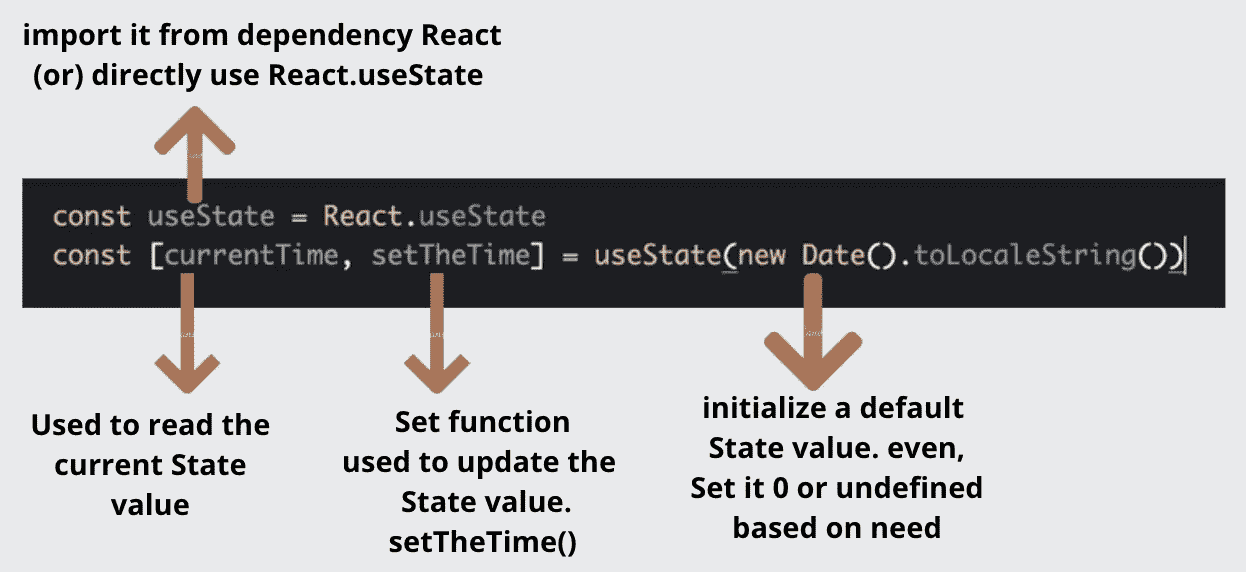 import it from dependency React
(or) directly use React.useState
const useState = React.useState
const [currentTime, setTheTime] = useState(new Date().toLocaleString())
Used to read the
current State
value
Set function
used to update the
State value.
setTheTime()
initialize a default
State value. even,
Set it 0 or undefined
based on need